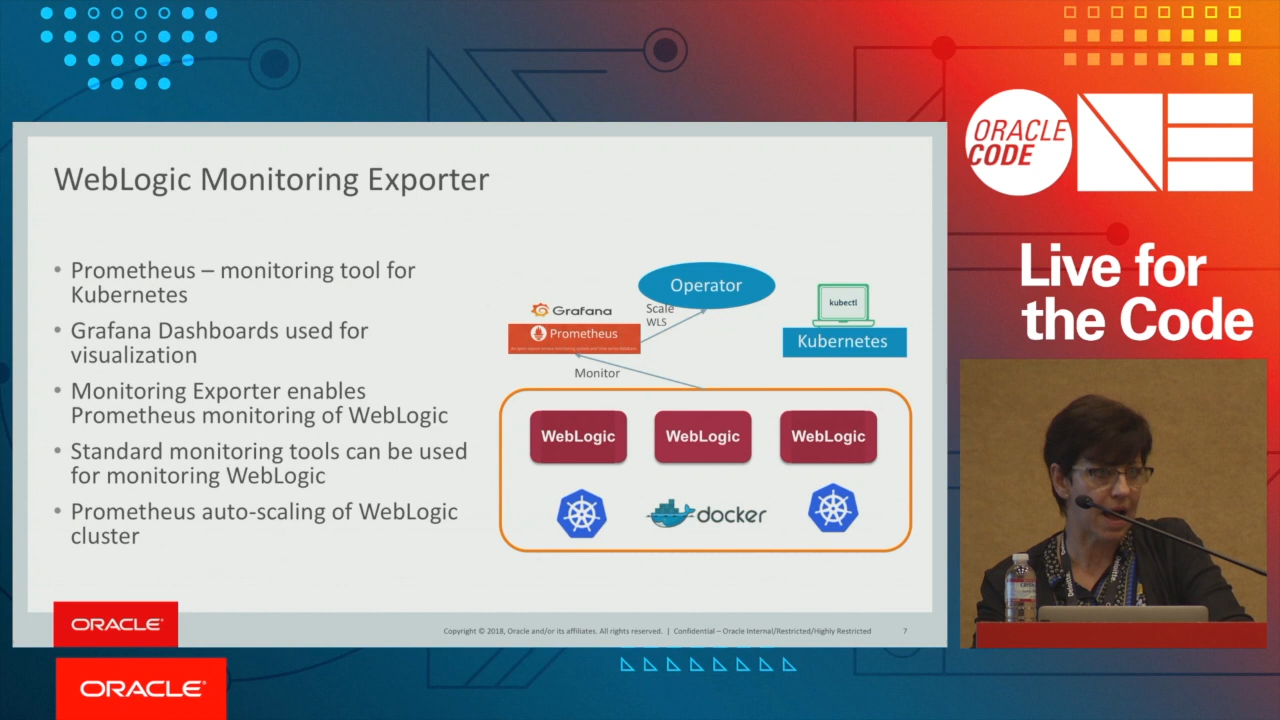 ORACLE
CODE
ONE
Live for
the Code
WebLogic Monitoring Exporter
• Prometheus – monitoring tool for
Kubernetes
• Grafana Dashboards used for
visualization
• Monitoring Exporter enables
Prometheus monitoring of WebLogic
• Standard monitoring tools can be used
for monitoring WebLogic
• Prometheus auto-scaling of WebLogic
cluster
Operator
Grafana
Scale
WLS
Prometheus
kubectl
Kubernetes
Monitor
WebLogic
WebLogic
WebLogic
docker
ORACLE
Copyright © 2018, Oracle and/or its affiliates. All rights reserved. | Confidential – Oracle Internal/Restricted/Highly Restricted
7
Deloitte
ORACLE